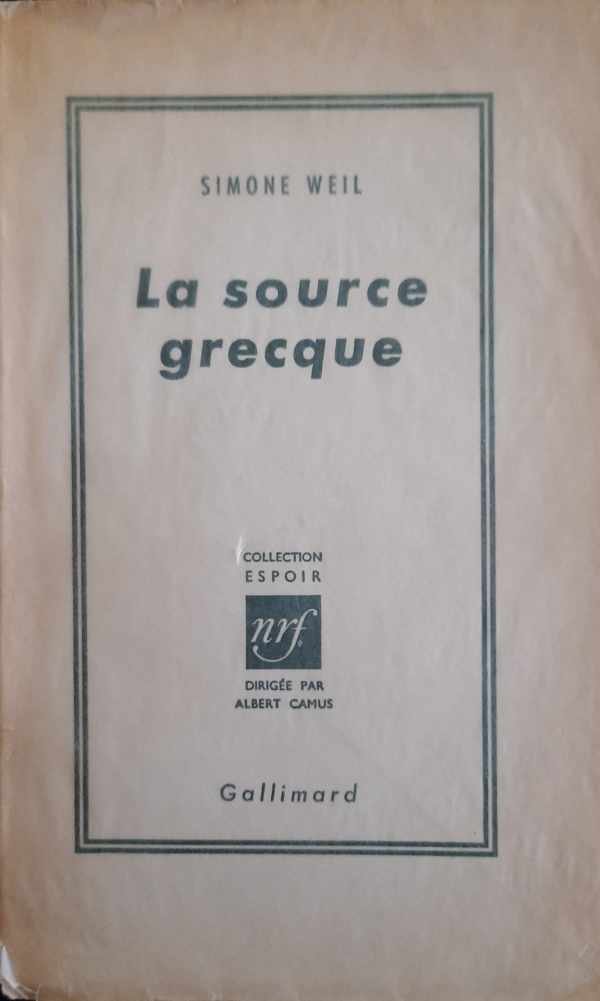 SIMONE WEIL
La source
grecque
COLLECTION
ESPOIR
nrf
DIRIGÉE PAR
ALBERT CAMUS
Gallimard